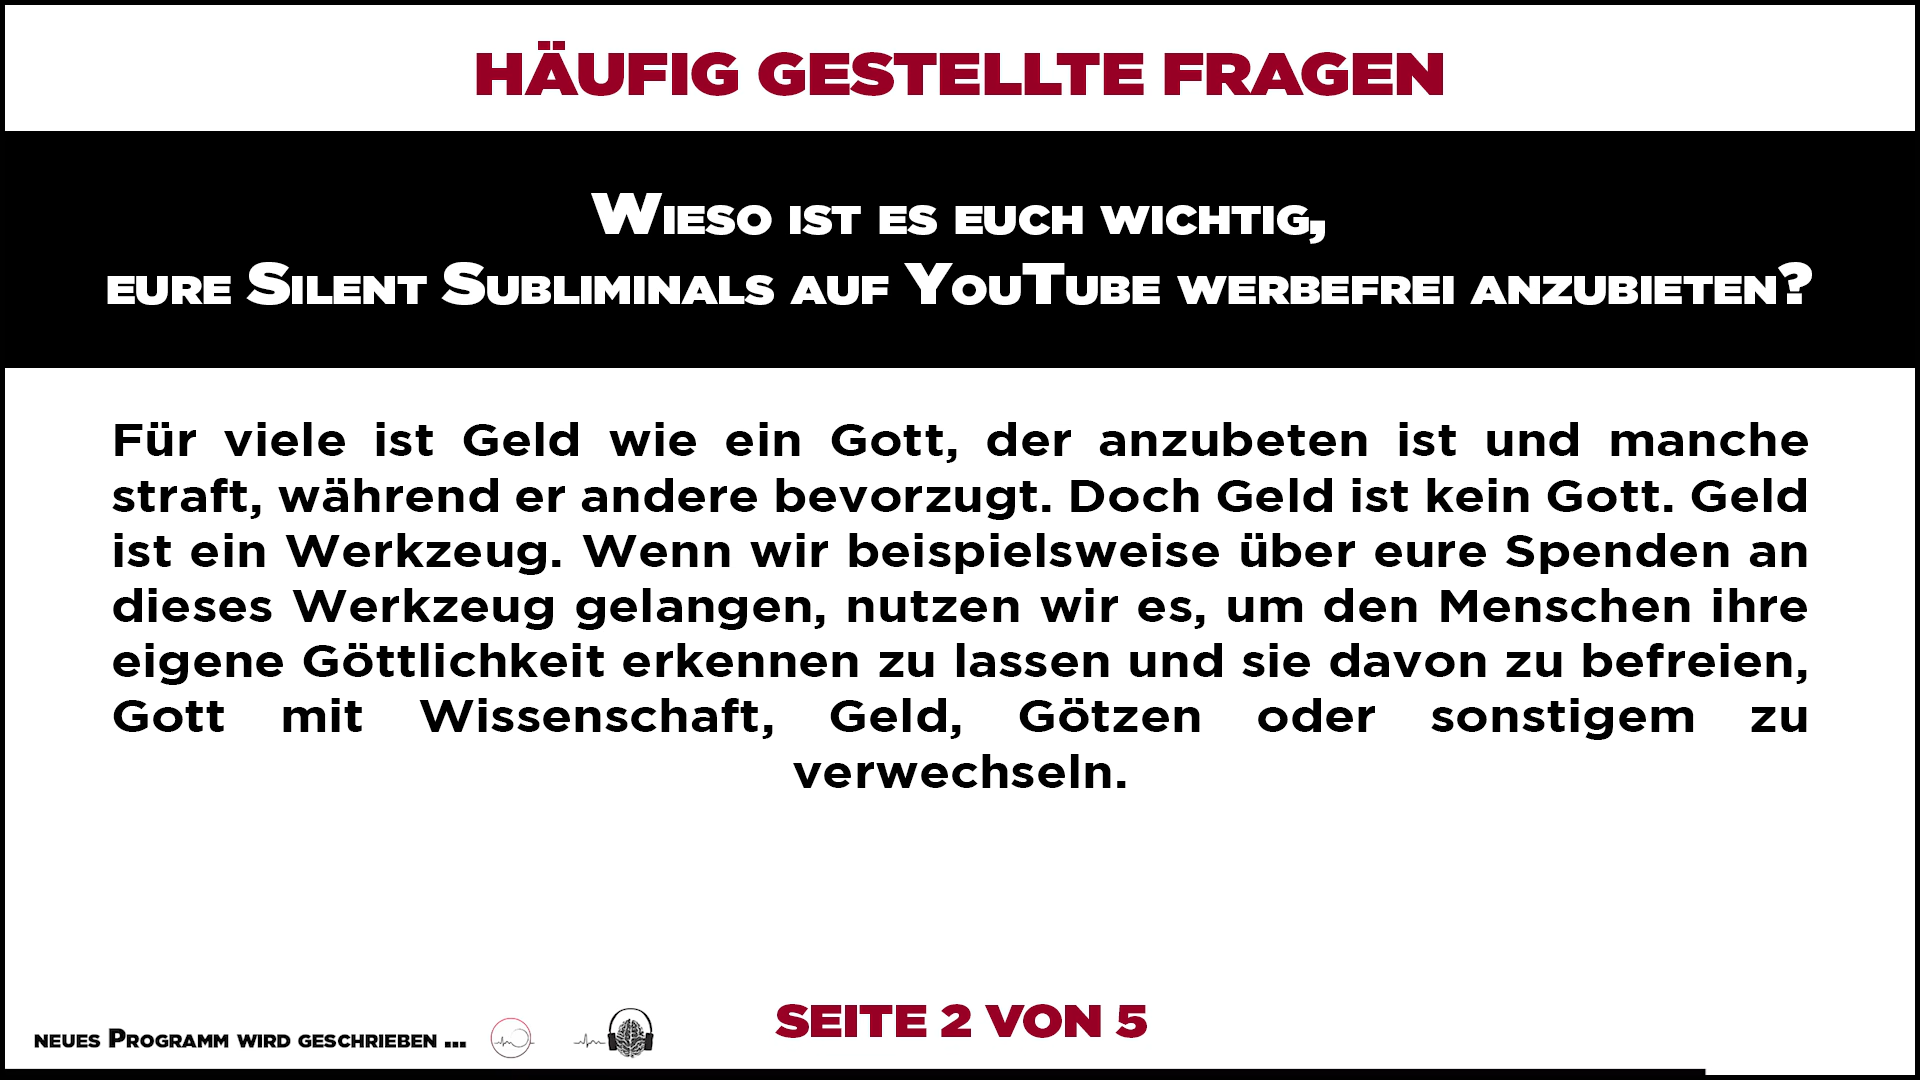 HÄUFIG GESTELLTE FRAGEN
WIESO IST ES EUCH WICHTIG,
EURE SILENT SUBLIMINALS AUF YOUTUBE WERBEFREI ANZUBIETEN?
Für viele ist Geld wie ein Gott, der anzubeten ist und manche
straft, während er andere bevorzugt. Doch Geld ist kein Gott. Geld
ist ein Werkzeug. Wenn wir beispielsweise über eure Spenden an
dieses Werkzeug gelangen, nutzen wir es, um den Menschen ihre
eigene Göttlichkeit erkennen zu lassen und sie davon zu befreien,
Gott mit Wissenschaft, Geld, Götzen oder sonstigem zu
verwechseln.
NEUES PROGRAMM WIRD GESCHRIEBEN ...
SEITE 2 VON 5